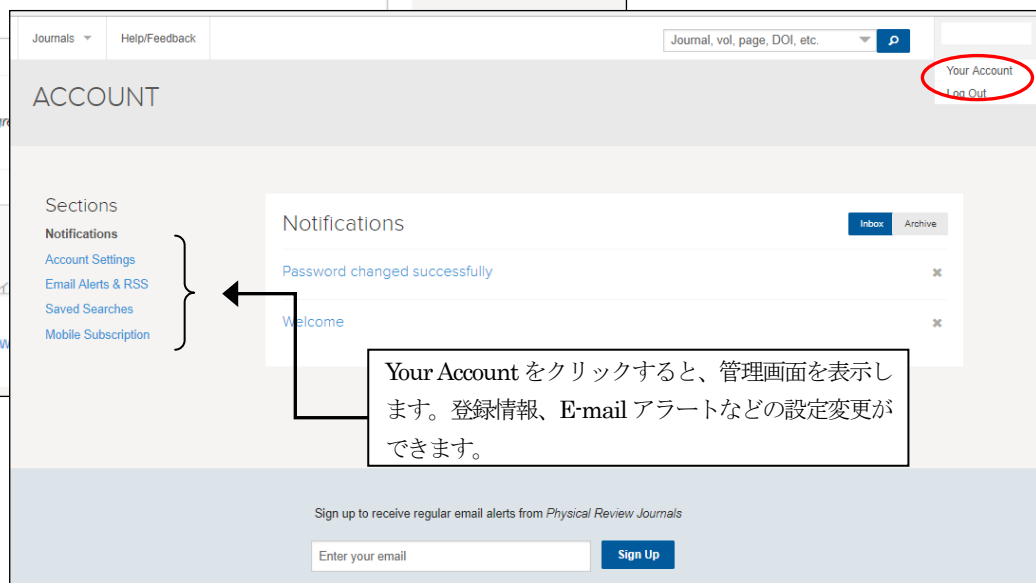 Journals
Help/Feedback
Journal, vol, page, DOI, etc.
Your Account
Log Out
ACCOUNT
Sections
Notifications
Account Settings
Email Alerts & RSS
Saved Searches
Mobile Subscription
Notifications
Inbox
Archive
Password changed successfully
Welcome
Your Account をクリックすると、管理画面を表示し
ます。登録情報、E-mail アラートなどの設定変更が
できます。
Sign up to receive regular email alerts from Physical Review Journals
Enter your email
Sign Up